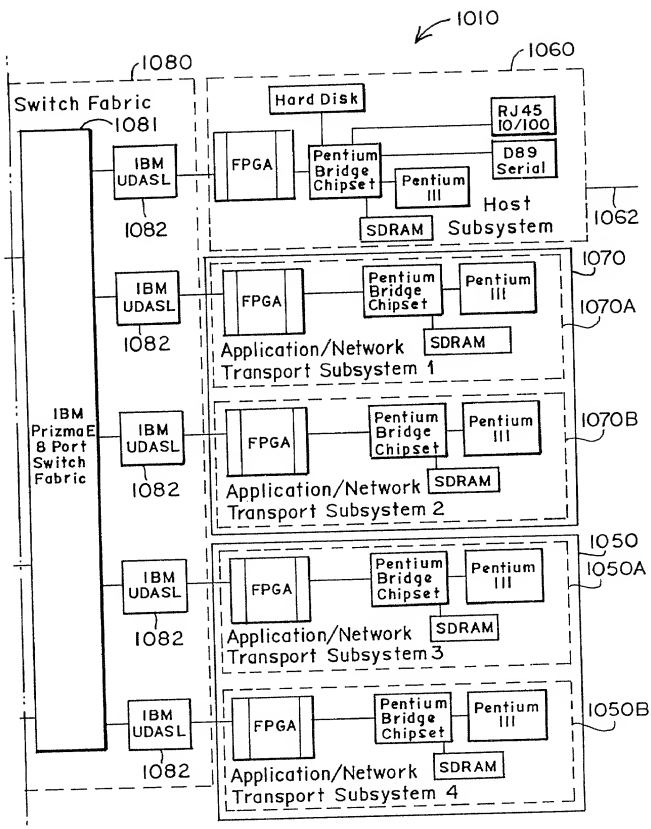 1010
1080
1060
Switch Fabric
1081
Hard Disk
RJ45
10/100
IBM
UDASL
FPGA
Pentium
Bridge
Chipset
D89
Serial
Pentium
III
Host
Subsystem
1082
SDRAM
1062
1070
IBM
UDASL
FPGA
Pentium
Bridge
Chipset
Pentium
III
1070A
1082
SDRAM
Application/Network
Transport Subsystem 1
IBM
PrizmaE
8 Port
Switch
Fabric
IBM
UDASL
FPGA
Pentium
Bridge
Chipset
Pentium
III
1070B
1082
SDRAM
Application/Network
Transport Subsystem 2
1050
IBM
UDASL
FPGA
Pentium
Bridge
Chipset
Pentium
III
1050A
1082
SDRAM
Application/Network
Transport Subsystem 3
IBM
UDASL
FPGA
Pentium
Bridge
Chipset
Pentium
III
1050B
1082
SDRAM
Application/Network
Transport Subsystem 4